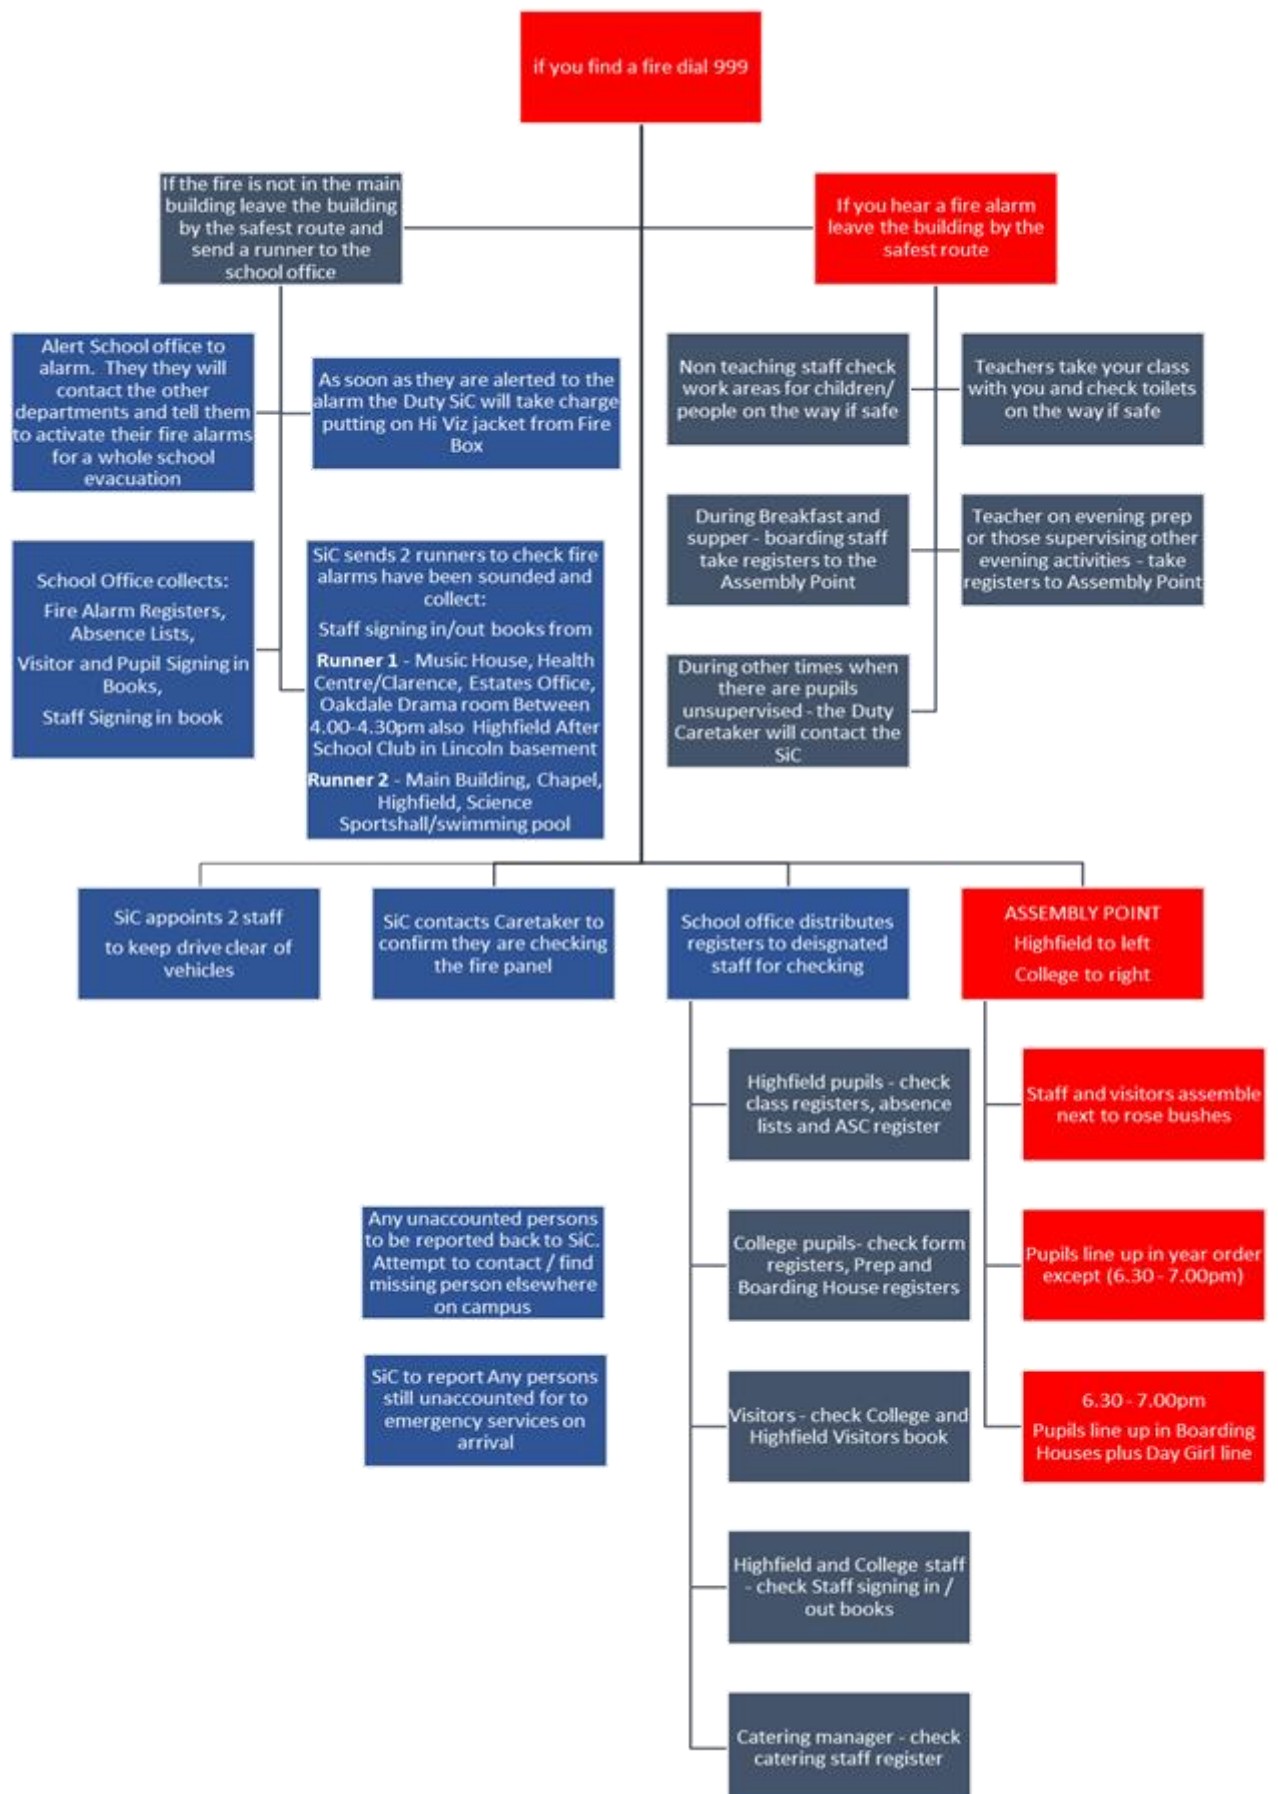 if you find a fire dial 999
If the fire is not in the main
building leave the building
by the safest route and
send a runner to the
school office
If you hear a fire alarm
leave the building by the
safest route
Alert School office to
alarm. They they will
contact the other
departments and tell them
to activate their fire alarms
for a whole school
evacuation
As soon as they are alerted to the
alarm the Duty SiC will take charge
putting on Hi Viz jacket from Fire
Box
Non teaching staff check
work areas for children/
people on the way if safe
Teachers take your class
with you and check toilets
on the way if safe
School Office collects:
Fire Alarm Registers,
Absence Lists,
Visitor and Pupil Signing in
Books,
Staff Signing in book
SiC sends 2 runners to check fire
alarms have been sounded and
collect:
Staff signing in/out books from
Runner 1 - Music House, Health
Centre/Clarence, Estates Office,
Oakdale Drama room Between
4.00-4.30pm also Highfield After
School Club in Lincoln basement
Runner 2 - Main Building, Chapel,
Highfield, Science
Sportshall/swimming pool
During Breakfast and
supper - boarding staff
take registers to the
Assembly Point
Teacher on evening prep
or those supervising other
evening activities - take
registers to Assembly Point
During other times when
there are pupils
unsupervised - the Duty
Caretaker will contact the
SiC
SiC appoints 2 staff
to keep drive clear of
vehicles
SiC contacts Caretaker to
confirm they are checking
the fire panel
School office distributes
registers to deisgnated
staff for checking
ASSEMBLY POINT
Highfield to left
College to right
Highfield pupils - check
class registers, absence
lists and ASC register
Staff and visitors assemble
next to rose bushes
Any unaccounted persons
to be reported back to SiC.
Attempt to contact / find
missing person elsewhere
on campus
College pupils- check form
registers, Prep and
Boarding House registers
Pupils line up in year order
except (6.30 - 7.00pm)
SiC to report Any persons
still unaccounted for to
emergency services on
arrival
Visitors - check College and
Highfield Visitors book
6.30 - 7.00pm
Pupils line up in Boarding
Houses plus Day Girl line
Highfield and College staff
- check Staff signing in /
out books
Catering manager - check
catering staff register